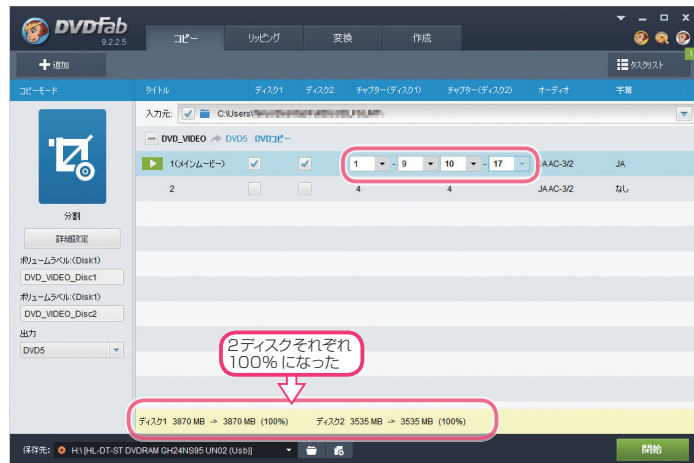 DVDFab
9.2.2.5
コピー リッピング 変換 作成
追加 タスクリスト 1
コピーモード タイトル ディスク1 ディスク2 チャプター(ディスク1) チャプター(ディスク2) オーディオ 字幕
入力元: C:\Users\
DVD_VIDEO DVD5 DVDコピー
1(メインムービー) 1 - 9 10 - 17 JAAC-3/2 JA
2 4 4 JAAC-3/2 なし
分割
詳細設定
ボリュームラベル:(Disk1)
DVD_VIDEO_Disc1
ボリュームラベル:(Disk1)
DVD_VIDEO_Disc2
出力
DVD5
2ディスクそれぞれ
100%になった
ディスク1 3870 MB -> 3870 MB (100%) ディスク2 3535 MB -> 3535 MB (100%)
保存先: H:\ [HL-DT-ST DVDRAM GH24NS95 UN02 (Usb)] 開始